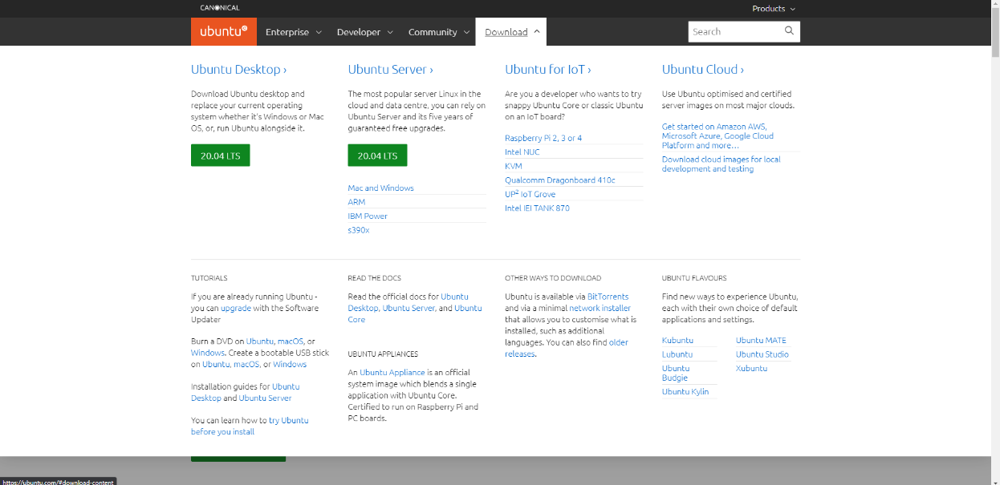 CANONICAL
Products
ubuntu
Enterprise
Developer
Community
Download
Search
Ubuntu Desktop ›
Download Ubuntu desktop and
replace your current operating
system whether it's Windows or Mac
OS, or, run Ubuntu alongside it.
20.04 LTS
Ubuntu Server ›
The most popular server Linux in the
cloud and data centre, you can rely on
Ubuntu Server and its five years of
guaranteed free upgrades.
20.04 LTS
Mac and Windows
ARM
IBM Power
s390x
Ubuntu for IoT ›
Are you a developer who wants to try
snappy Ubuntu Core or classic Ubuntu
on an IoT board?
Raspberry Pi 2, 3 or 4
Intel NUC
KVM
Qualcomm Dragonboard 410c
UP² IoT Grove
Intel IEI TANK 870
Ubuntu Cloud ›
Use Ubuntu optimised and certified
server images on most major clouds.
Get started on Amazon AWS,
Microsoft Azure, Google Cloud
Platform and more…
Download cloud images for local
development and testing
TUTORIALS
If you are already running Ubuntu -
you can upgrade with the Software
Updater
Burn a DVD on Ubuntu, macOS, or
Windows. Create a bootable USB stick
on Ubuntu, macOS, or Windows
Installation guides for Ubuntu
Desktop and Ubuntu Server
You can learn how to try Ubuntu
before you install
READ THE DOCS
Read the official docs for Ubuntu
Desktop, Ubuntu Server, and Ubuntu
Core
UBUNTU APPLIANCES
An Ubuntu Appliance is an official
system image which blends a single
application with Ubuntu Core.
Certified to run on Raspberry Pi and
PC boards.
OTHER WAYS TO DOWNLOAD
Ubuntu is available via BitTorrents
and via a minimal network installer
that allows you to customise what is
installed, such as additional
languages. You can also find older
releases.
UBUNTU FLAVOURS
Find new ways to experience Ubuntu,
each with their own choice of default
applications and settings.
Kubuntu
Lubuntu
Ubuntu
Budgie
Ubuntu Kylin
Ubuntu MATE
Ubuntu Studio
Xubuntu
https://ubuntu.com/#download-content